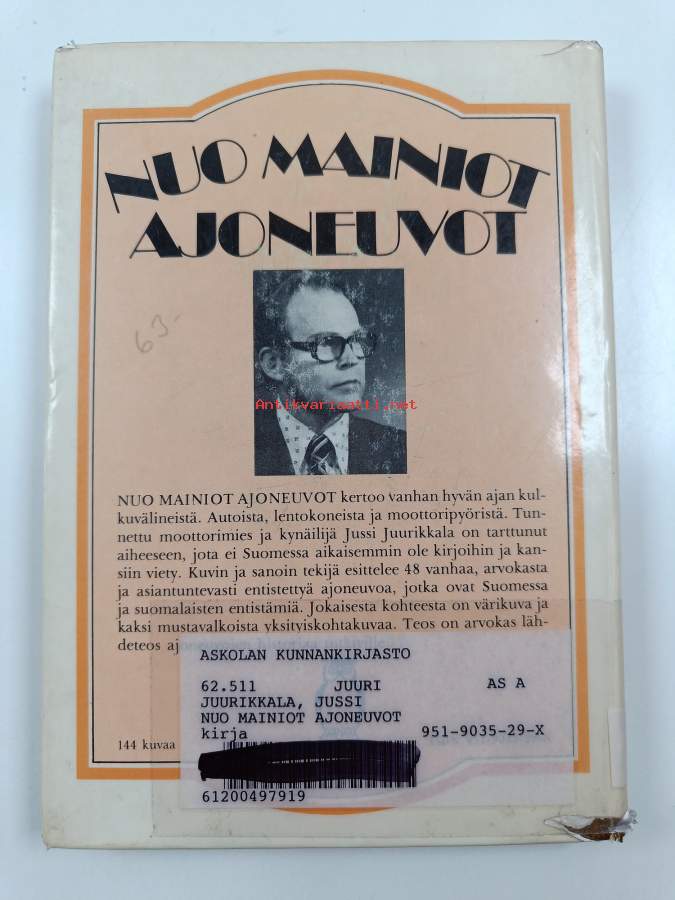 NUO MAINIOT
AJONEUVOT
63-
Antikvariaatti.net
NUO MAINIOT AJONEUVOT kertoo vanhan hyvän ajan kul-
kuvälineistä. Autoista, lentokoneista ja moottoripyöristä. Tun-
nettu moottorimies ja kynäilijä Jussi Juurikkala on tarttunut
aiheeseen, jota ei Suomessa aikaisemmin ole kirjoihin ja kan-
siin viety. Kuvin ja sanoin tekijä esittelee 48 vanhaa, arvokasta
ja asiantuntevasti entistettyä ajoneuvoa, jotka ovat Suomessa
ja suomalaisten entistämiä. Jokaisesta kohteesta on värikuva ja
kaksi mustavalkoista yksityiskohtakuvaa. Teos on arvokas läh-
deteos
ASKOLAN KUNNANKIRJASTO
62.511 JUURI AS A
JUURIKKALA, JUSSI
NUO MAINIOT AJONEUVOT
kirja 951-9035-29-X
144 kuvaa
61200497919